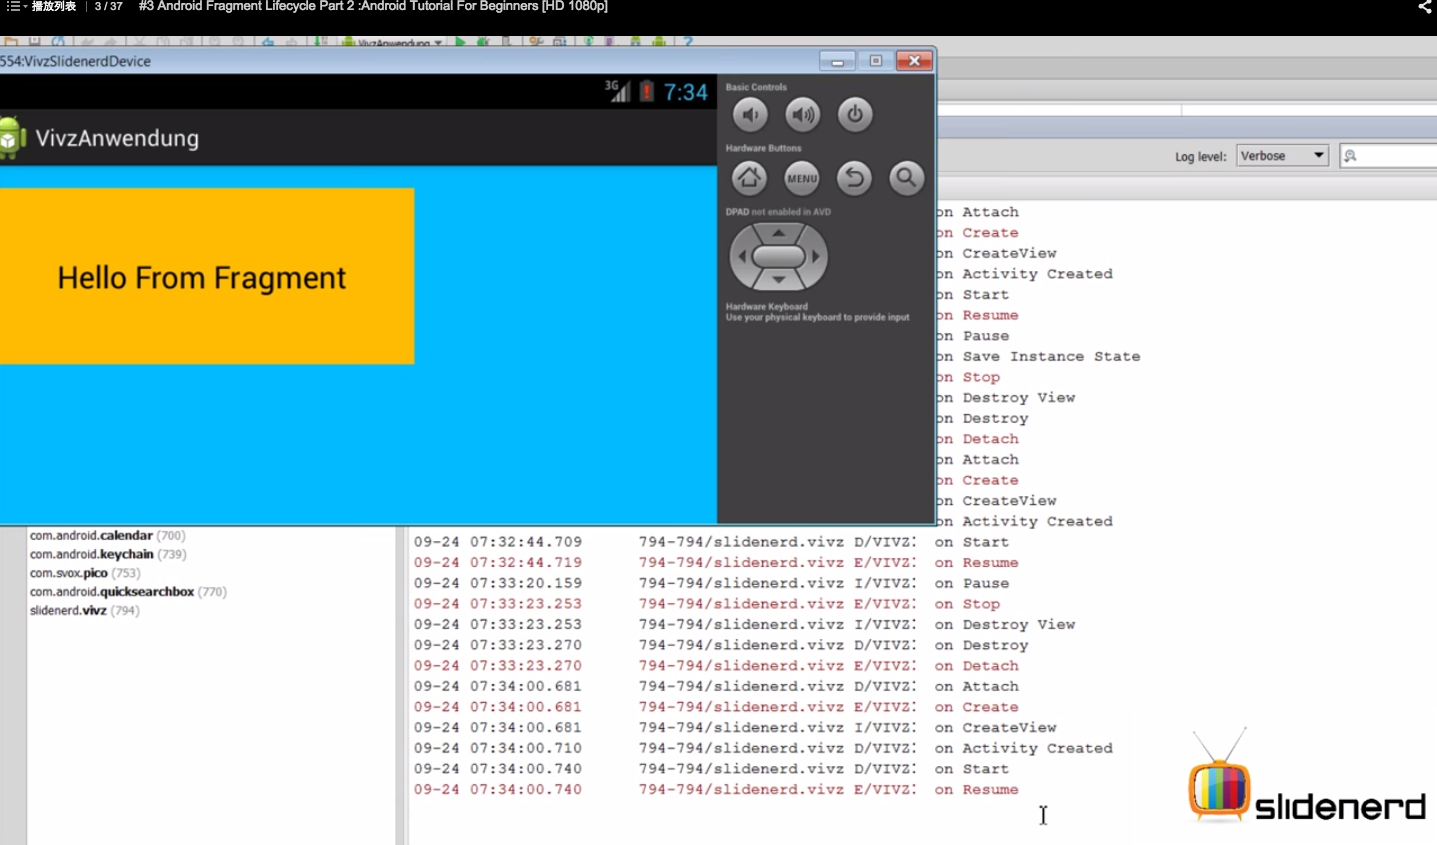 播放列表 3 / 37 #3 Android Fragment Lifecycle Part 2 :Android Tutorial For Beginners [HD 1080p]
VivzAnwendung
554:VivzSlidenerdDevice
3G 7:34
VivzAnwendung
Hello From Fragment
Basic Controls
Hardware Buttons
MENU
DPAD not enabled in AVD
Hardware Keyboard
Use your physical keyboard to provide input
Log level: Verbose
on Attach
on Create
on CreateView
on Activity Created
on Start
on Resume
on Pause
on Save Instance State
on Stop
on Destroy View
on Destroy
on Detach
on Attach
on Create
on CreateView
on Activity Created
com.android.calendar (700)
com.android.keychain (739)
com.svox.pico (753)
com.android.quicksearchbox (770)
slidenerd.vivz (794)
09-24 07:32:44.709 794-794/slidenerd.vivz D/VIVZ: on Start
09-24 07:32:44.719 794-794/slidenerd.vivz E/VIVZ: on Resume
09-24 07:33:20.159 794-794/slidenerd.vivz I/VIVZ: on Pause
09-24 07:33:23.253 794-794/slidenerd.vivz E/VIVZ: on Stop
09-24 07:33:23.253 794-794/slidenerd.vivz I/VIVZ: on Destroy View
09-24 07:33:23.270 794-794/slidenerd.vivz D/VIVZ: on Destroy
09-24 07:33:23.270 794-794/slidenerd.vivz E/VIVZ: on Detach
09-24 07:34:00.681 794-794/slidenerd.vivz D/VIVZ: on Attach
09-24 07:34:00.681 794-794/slidenerd.vivz E/VIVZ: on Create
09-24 07:34:00.681 794-794/slidenerd.vivz I/VIVZ: on CreateView
09-24 07:34:00.710 794-794/slidenerd.vivz D/VIVZ: on Activity Created
09-24 07:34:00.740 794-794/slidenerd.vivz D/VIVZ: on Start
09-24 07:34:00.740 794-794/slidenerd.vivz E/VIVZ: on Resume
slidenerd